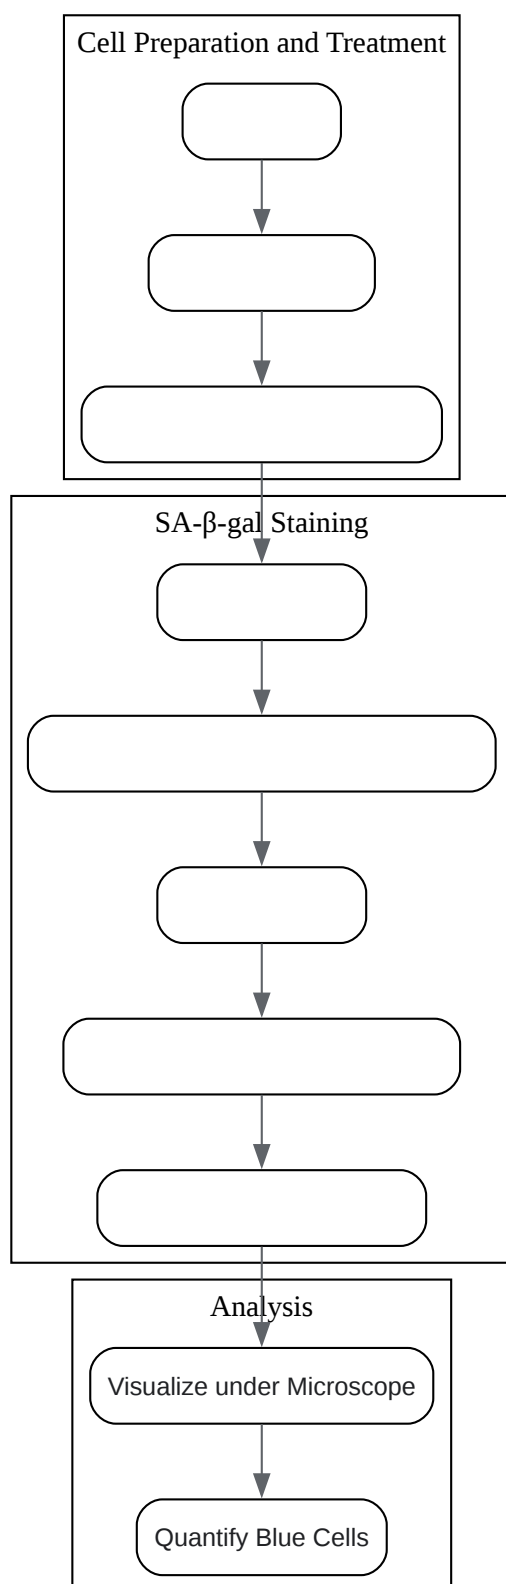 Cell Preparation and Treatment
SA-β-gal Staining
Analysis
Visualize under Microscope
Quantify Blue Cells